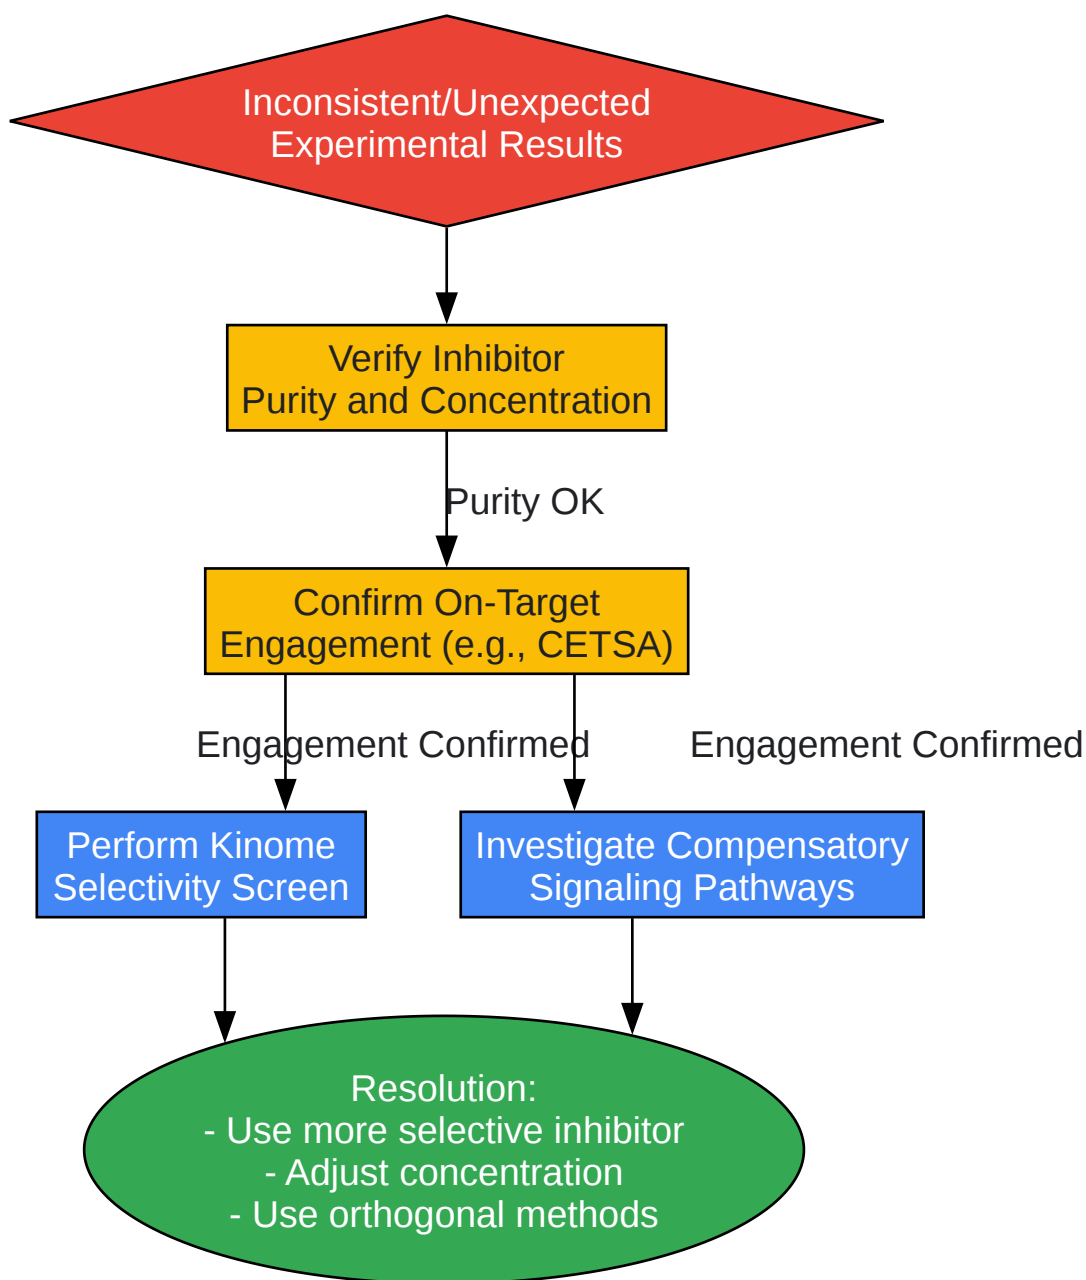 Inconsistent/Unexpected
Experimental Results
Verify Inhibitor
Purity and Concentration
Purity OK
Confirm On-Target
Engagement (e.g., CETSA)
Engagement Confirmed
Engagement Confirmed
Perform Kinome
Selectivity Screen
Investigate Compensatory
Signaling Pathways
Resolution:
- Use more selective inhibitor
- Adjust concentration
- Use orthogonal methods